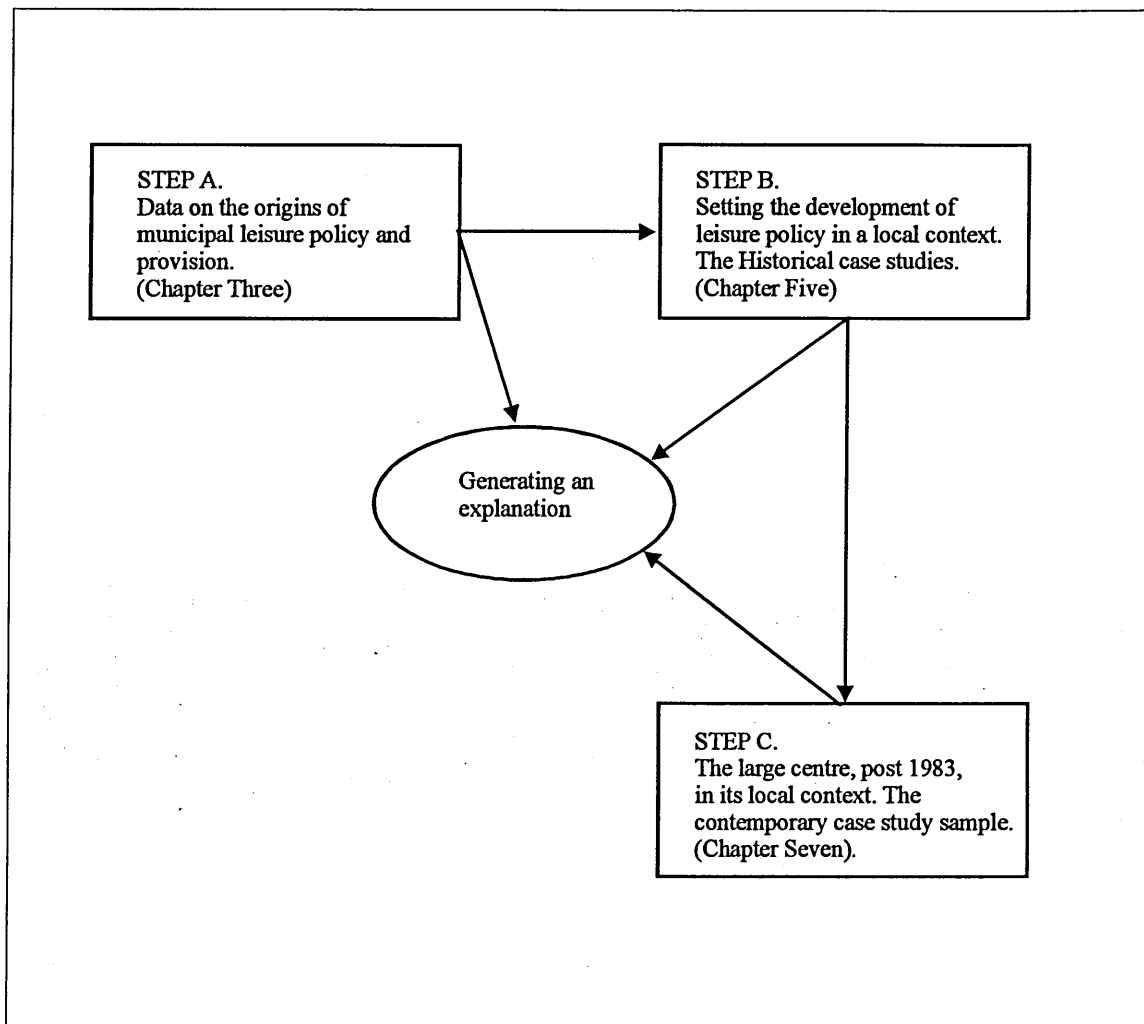 STEP A.
Data on the origins of
municipal leisure policy and
provision.
(Chapter Three)
STEP B.
Setting the development of
leisure policy in a local context.
The Historical case studies.
(Chapter Five)
Generating an
explanation
STEP C.
The large centre, post 1983,
in its local context. The
contemporary case study sample.
(Chapter Seven).